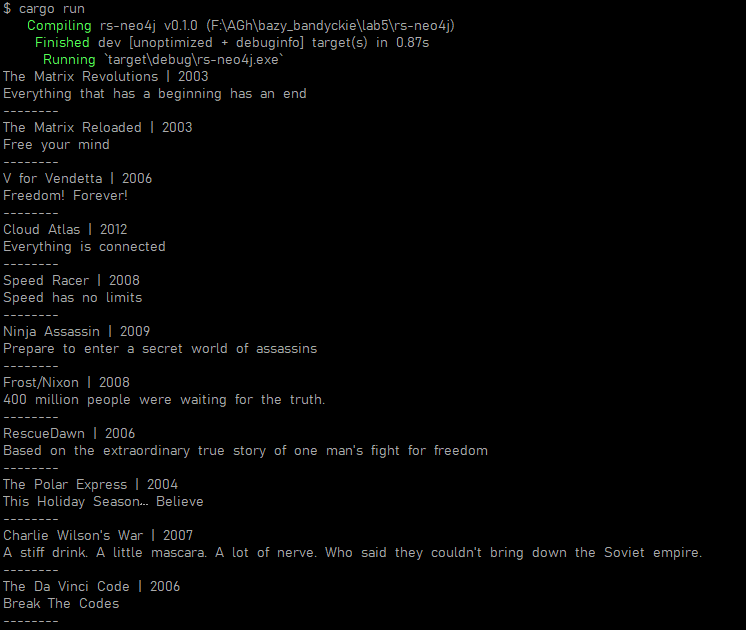 $ cargo run
Compiling rs-neo4j v0.1.0 (F:\AGh\bazy_bandyckie\lab5\rs-neo4j)
Finished dev [unoptimized + debuginfo] target(s) in 0.87s
Running `target\debug\rs-neo4j.exe`
The Matrix Revolutions | 2003
Everything that has a beginning has an end
--------
The Matrix Reloaded | 2003
Free your mind
--------
V for Vendetta | 2006
Freedom! Forever!
--------
Cloud Atlas | 2012
Everything is connected
--------
Speed Racer | 2008
Speed has no limits
--------
Ninja Assassin | 2009
Prepare to enter a secret world of assassins
--------
Frost/Nixon | 2008
400 million people were waiting for the truth.
--------
RescueDawn | 2006
Based on the extraordinary true story of one man's fight for freedom
--------
The Polar Express | 2004
This Holiday Season… Believe
--------
Charlie Wilson's War | 2007
A stiff drink. A little mascara. A lot of nerve. Who said they couldn't bring down the Soviet empire.
--------
The Da Vinci Code | 2006
Break The Codes
--------